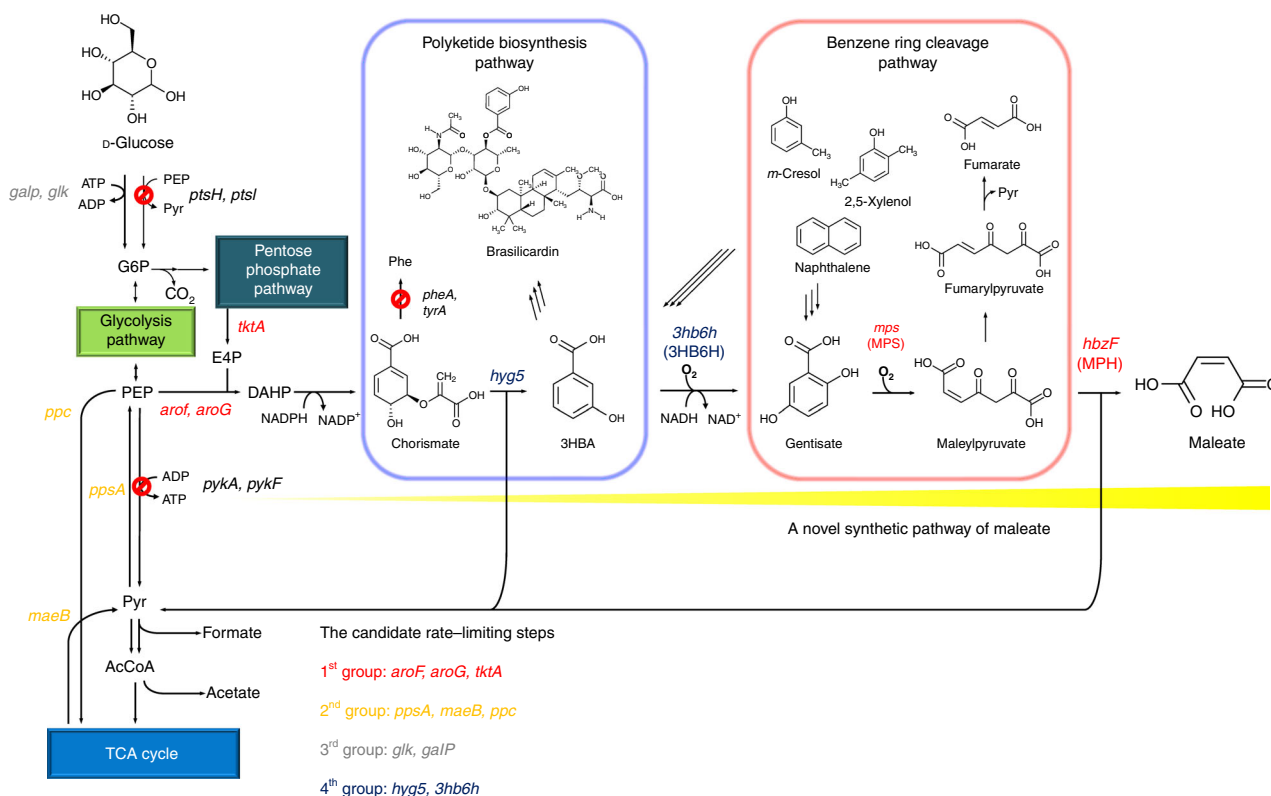 HO
O
HO
HO
OH
OH
D-Glucose
galp, glk
ATP
ADP
PEP
Pyr
ptsH, ptsI
G6P
CO2
Pentose
phosphate
pathway
Glycolysis
pathway
tktA
E4P
PEP
arof, aroG
DAHP
NADPH
NADP+
ppc
ppsA
ADP
ATP
pykA, pykF
maeB
Pyr
Formate
AcCoA
Acetate
TCA cycle
Polyketide biosynthesis
pathway
Brasilicardin
Phe
pheA,
tyrA
Chorismate
hyg5
3HBA
3hb6h
(3HB6H)
O2
NADH
NAD+
Benzene ring cleavage
pathway
m-Cresol
2,5-Xylenol
Naphthalene
Fumarate
Pyr
Fumarylpyruvate
mps
(MPS)
O2
Gentisate
Maleylpyruvate
hbzF
(MPH)
Maleate
A novel synthetic pathway of maleate
The candidate rate–limiting steps
1st group: aroF, aroG, tktA
2nd group: ppsA, maeB, ppc
3rd group: glk, galP
4th group: hyg5, 3hb6h